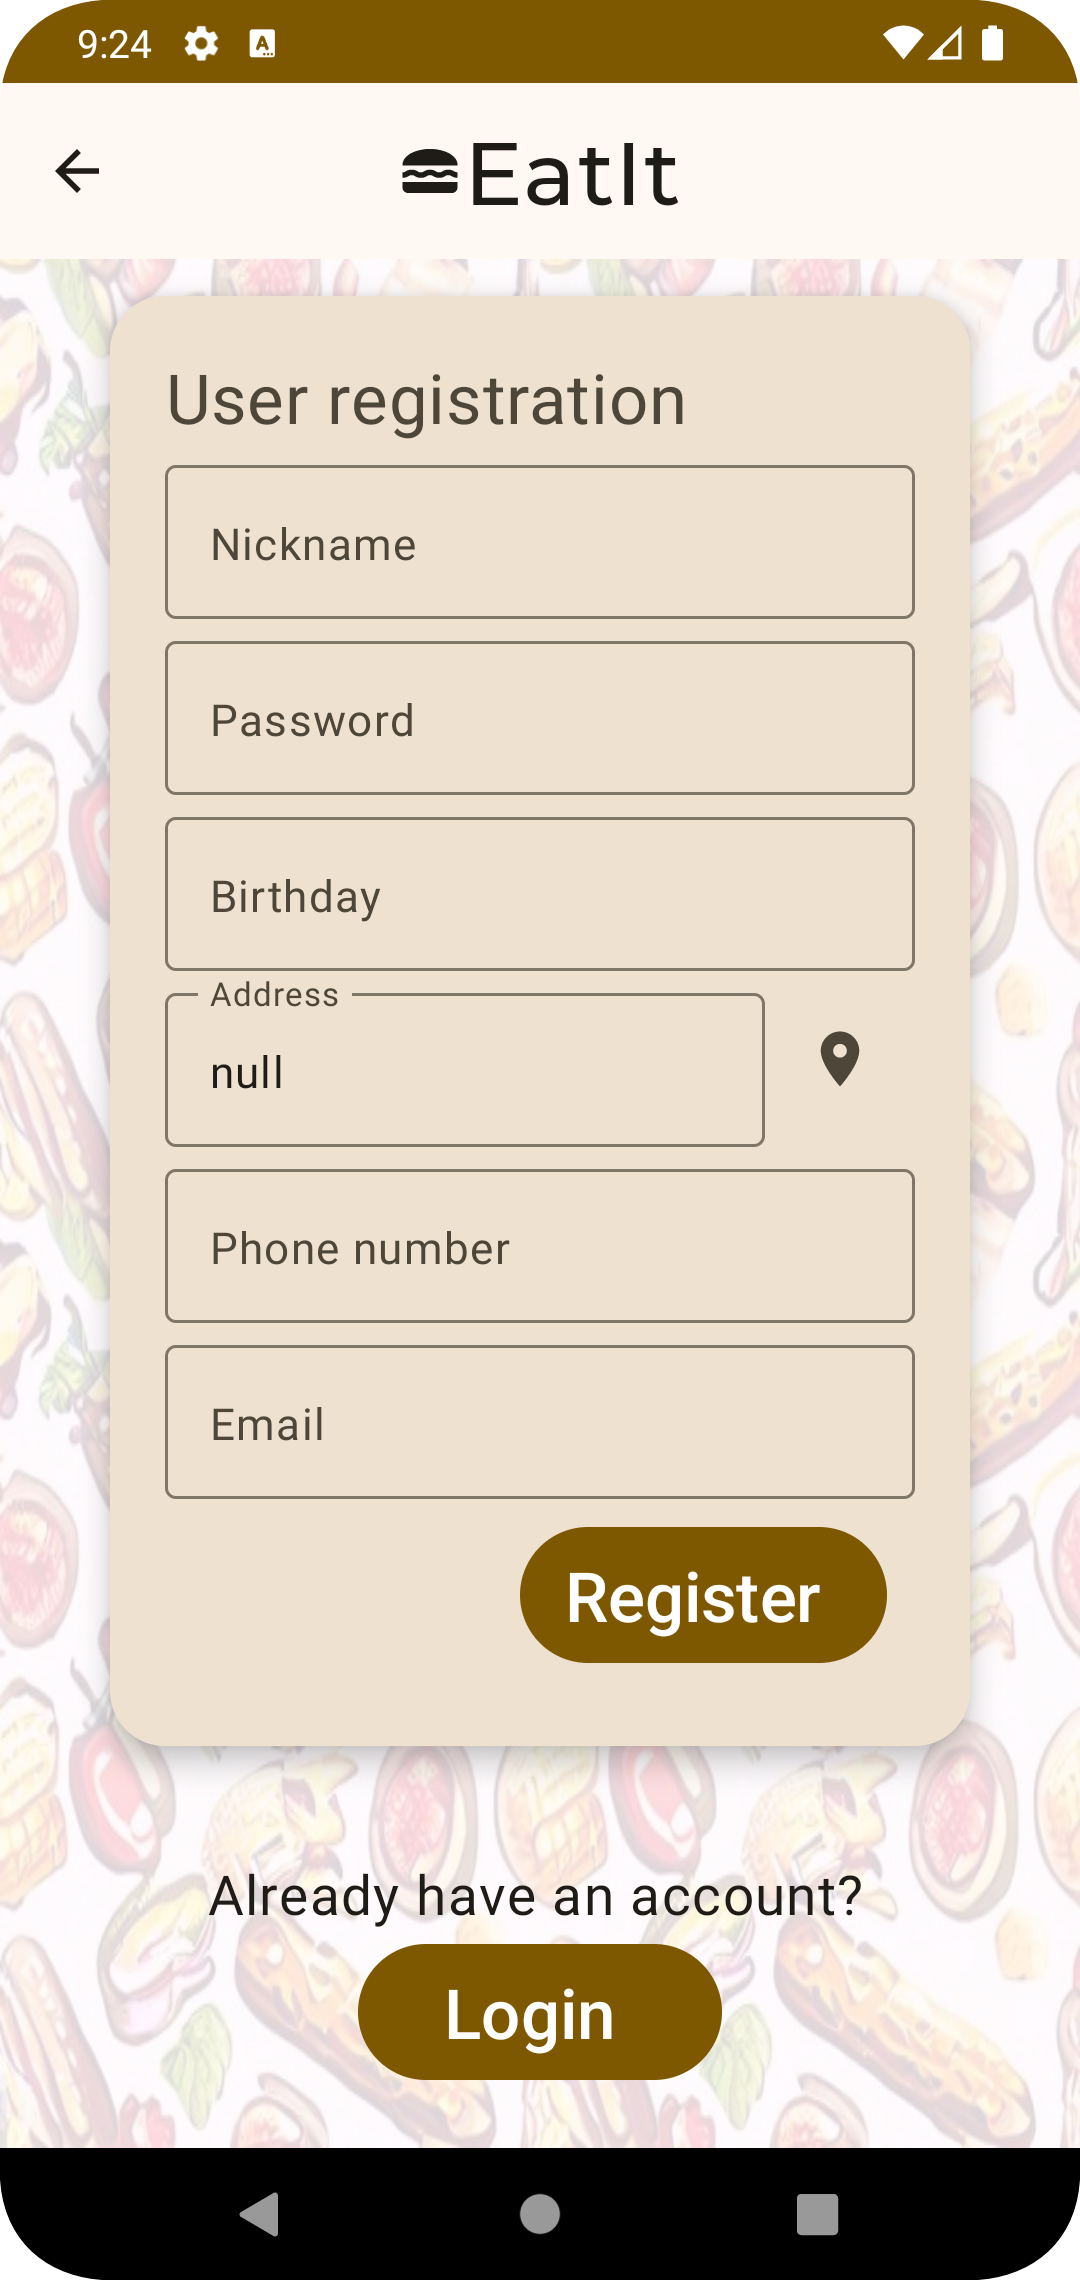 9:24
EatIt
User registration
Nickname
Password
Birthday
Address
null
Phone number
Email
Register
Already have an account?
Login